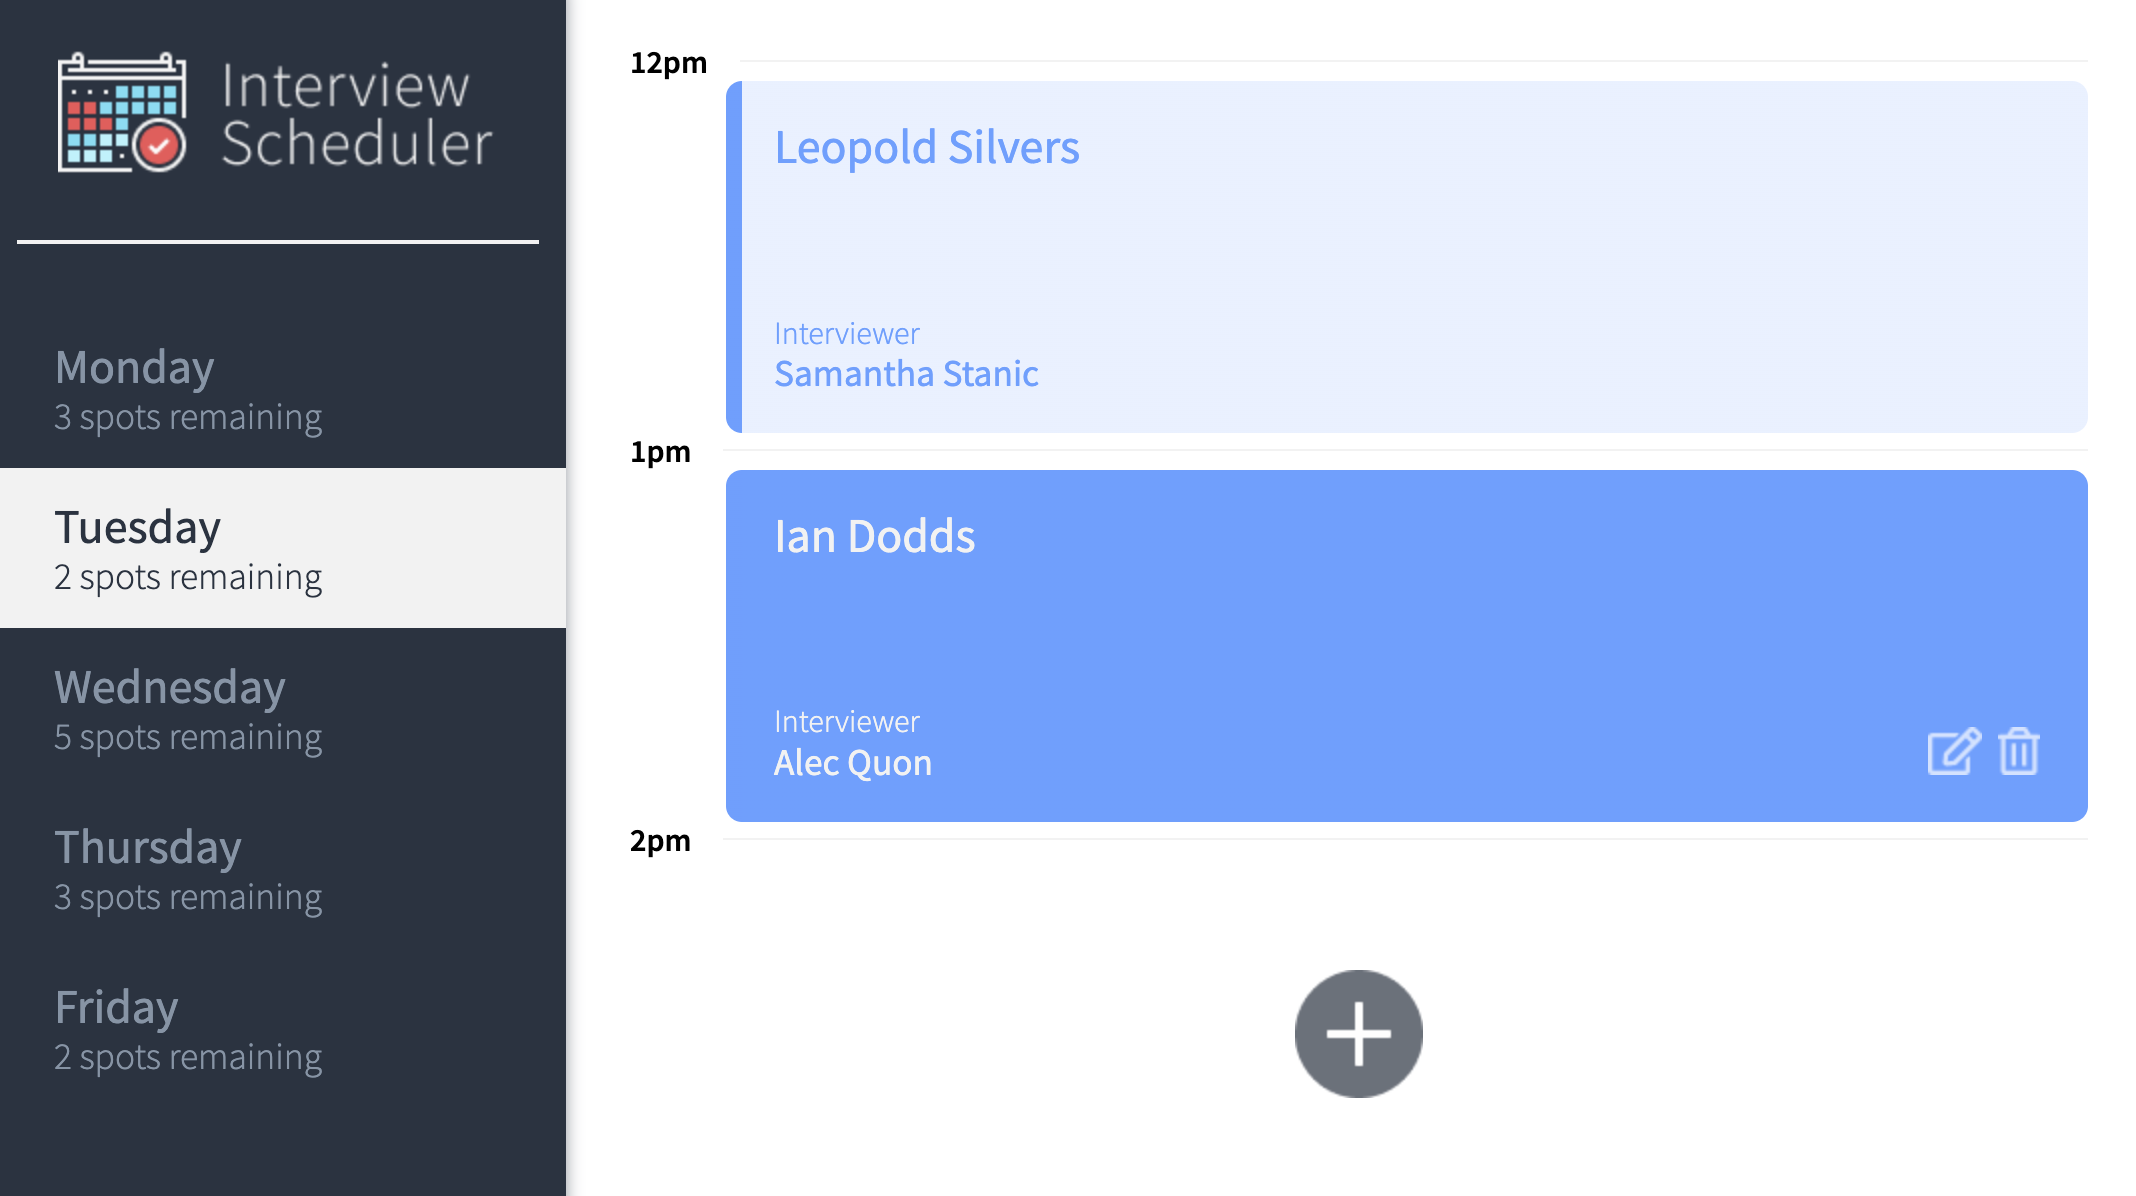 Interview
Scheduler
Monday
3 spots remaining
Tuesday
2 spots remaining
Wednesday
5 spots remaining
Thursday
3 spots remaining
Friday
2 spots remaining
12pm
Leopold Silvers
Interviewer
Samantha Stanic
1pm
Ian Dodds
Interviewer
Alec Quon
2pm